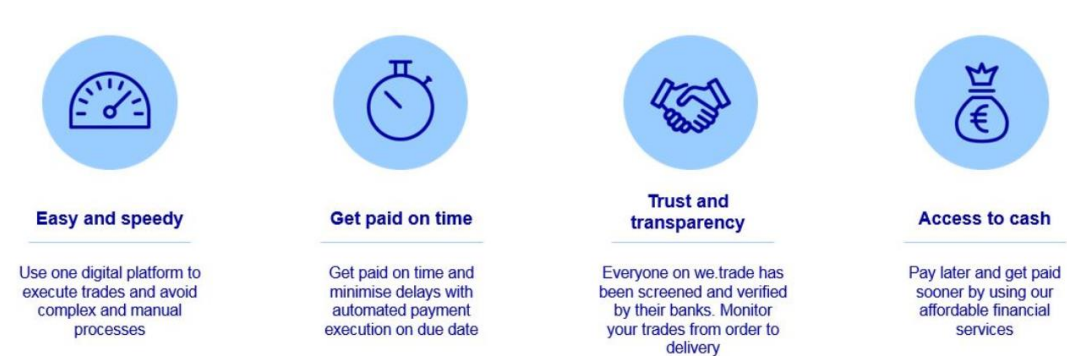 Easy and speedy
Use one digital platform to
execute trades and avoid
complex and manual
processes
Get paid on time
Get paid on time and
minimise delays with
automated payment
execution on due date
Trust and
transparency
Everyone on we.trade has
been screened and verified
by their banks. Monitor
your trades from order to
delivery
€
Access to cash
Pay later and get paid
sooner by using our
affordable financial
services